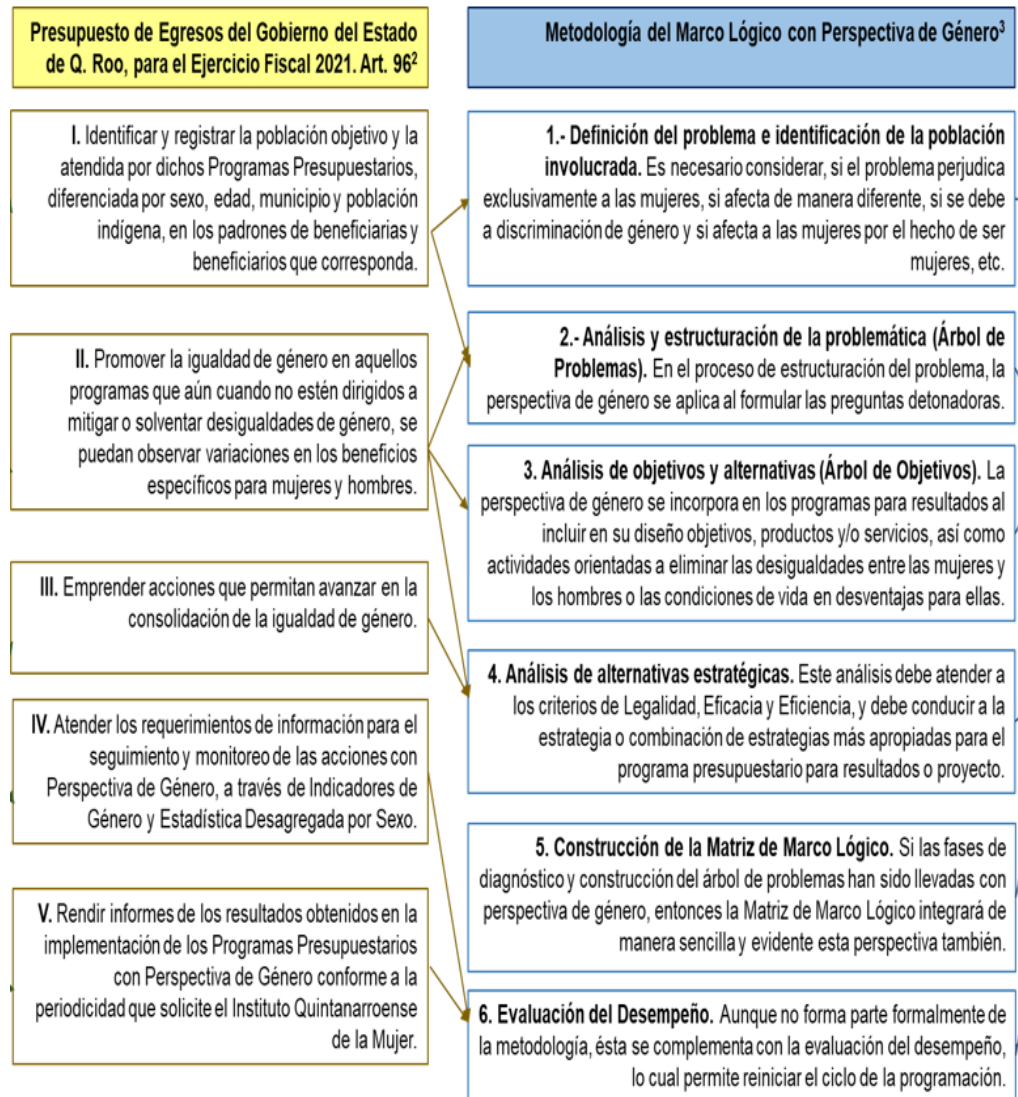 Presupuesto de Egresos del Gobierno del Estado
de Q. Roo, para el Ejercicio Fiscal 2021. Art. 96²
I. Identificar y registrar la población objetivo y la
atendida por dichos Programas Presupuestarios,
diferenciada por sexo, edad, municipio y población
indígena, en los padrones de beneficiarias y
beneficiarios que corresponda.
II. Promover la igualdad de género en aquellos
programas que aún cuando no estén dirigidos a
mitigar o solventar desigualdades de género, se
puedan observar variaciones en los beneficios
específicos para mujeres y hombres.
III. Emprender acciones que permitan avanzar en la
consolidación de la igualdad de género.
IV. Atender los requerimientos de información para el
seguimiento y monitoreo de las acciones con
Perspectiva de Género, a través de Indicadores de
Género y Estadística Desagregada por Sexo.
V. Rendir informes de los resultados obtenidos en la
implementación de los Programas Presupuestarios
con Perspectiva de Género conforme a la
periodicidad que solicite el Instituto Quintanarroense
de la Mujer.
Metodología del Marco Lógico con Perspectiva de Género³
1.- Definición del problema e identificación de la población
involucrada. Es necesario considerar, si el problema perjudica
exclusivamente a las mujeres, si afecta de manera diferente, si se debe
a discriminación de género y si afecta a las mujeres por el hecho de ser
mujeres, etc.
2.- Análisis y estructuración de la problemática (Árbol de
Problemas). En el proceso de estructuración del problema, la
perspectiva de género se aplica al formular las preguntas detonadoras.
3. Análisis de objetivos y alternativas (Árbol de Objetivos). La
perspectiva de género se incorpora en los programas para resultados al
incluir en su diseño objetivos, productos y/o servicios, así como
actividades orientadas a eliminar las desigualdades entre las mujeres y
los hombres o las condiciones de vida en desventajas para ellas.
4. Análisis de alternativas estratégicas. Este análisis debe atender a
los criterios de Legalidad, Eficacia y Eficiencia, y debe conducir a la
estrategia o combinación de estrategias más apropiadas para el
programa presupuestario para resultados o proyecto.
5. Construcción de la Matriz de Marco Lógico. Si las fases de
diagnóstico y construcción del árbol de problemas han sido llevadas con
perspectiva de género, entonces la Matriz de Marco Lógico integrará de
manera sencilla y evidente esta perspectiva también.
6. Evaluación del Desempeño. Aunque no forma parte formalmente de
la metodología, ésta se complementa con la evaluación del desempeño,
lo cual permite reiniciar el ciclo de la programación.